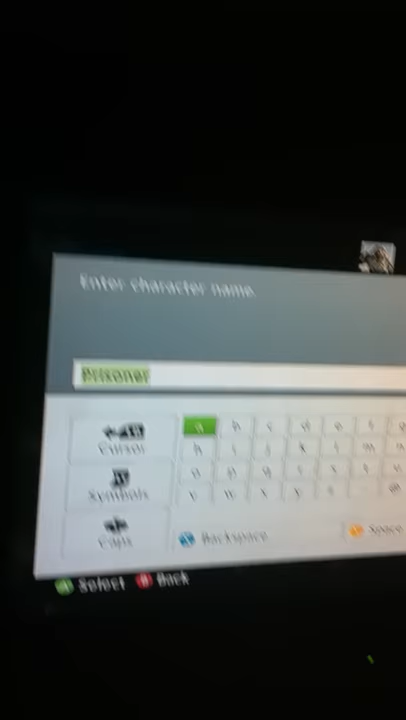 Enter character name.
Prisoner
Cursor
Symbols
Caps
a b c d e f g
h i j k l m n
o p q r s t u
v w x y z - @
Backspace
Space
A Select B Back